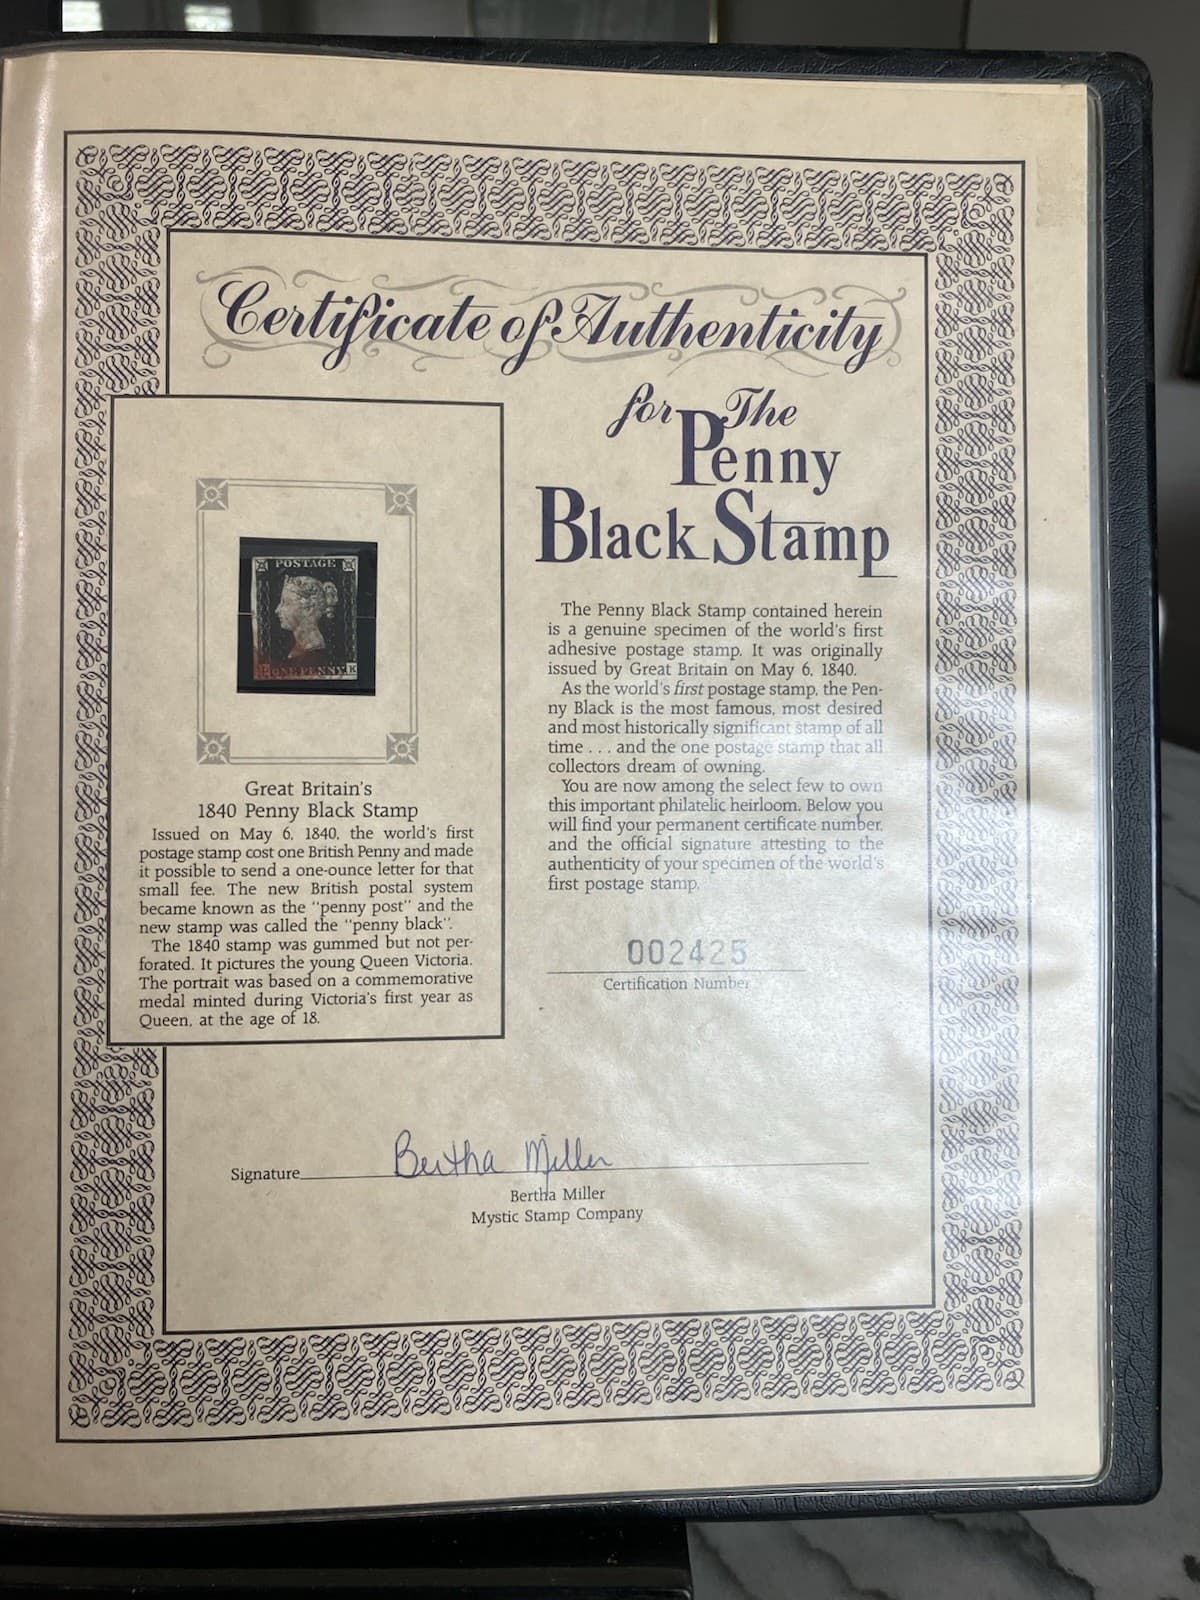 Certificate of Authenticity
for The
Penny
Black Stamp
POSTAGE
ONE PENNY
K
Great Britain's
1840 Penny Black Stamp
Issued on May 6, 1840, the world's first
postage stamp cost one British Penny and made
it possible to send a one-ounce letter for that
small fee. The new British postal system
became known as the "penny post" and the
new stamp was called the "penny black".
The 1840 stamp was gummed but not per-
forated. It pictures the young Queen Victoria.
The portrait was based on a commemorative
medal minted during Victoria's first year as
Queen, at the age of 18.
The Penny Black Stamp contained herein
is a genuine specimen of the world's first
adhesive postage stamp. It was originally
issued by Great Britain on May 6, 1840.
As the world's first postage stamp, the Pen-
ny Black is the most famous, most desired
and most historically significant stamp of all
time . . . and the one postage stamp that all
collectors dream of owning.
You are now among the select few to own
this important philatelic heirloom. Below you
will find your permanent certificate number,
and the official signature attesting to the
authenticity of your specimen of the world's
first postage stamp.
002425
Certification Number
Signature Bertha Miller
Bertha Miller
Mystic Stamp Company